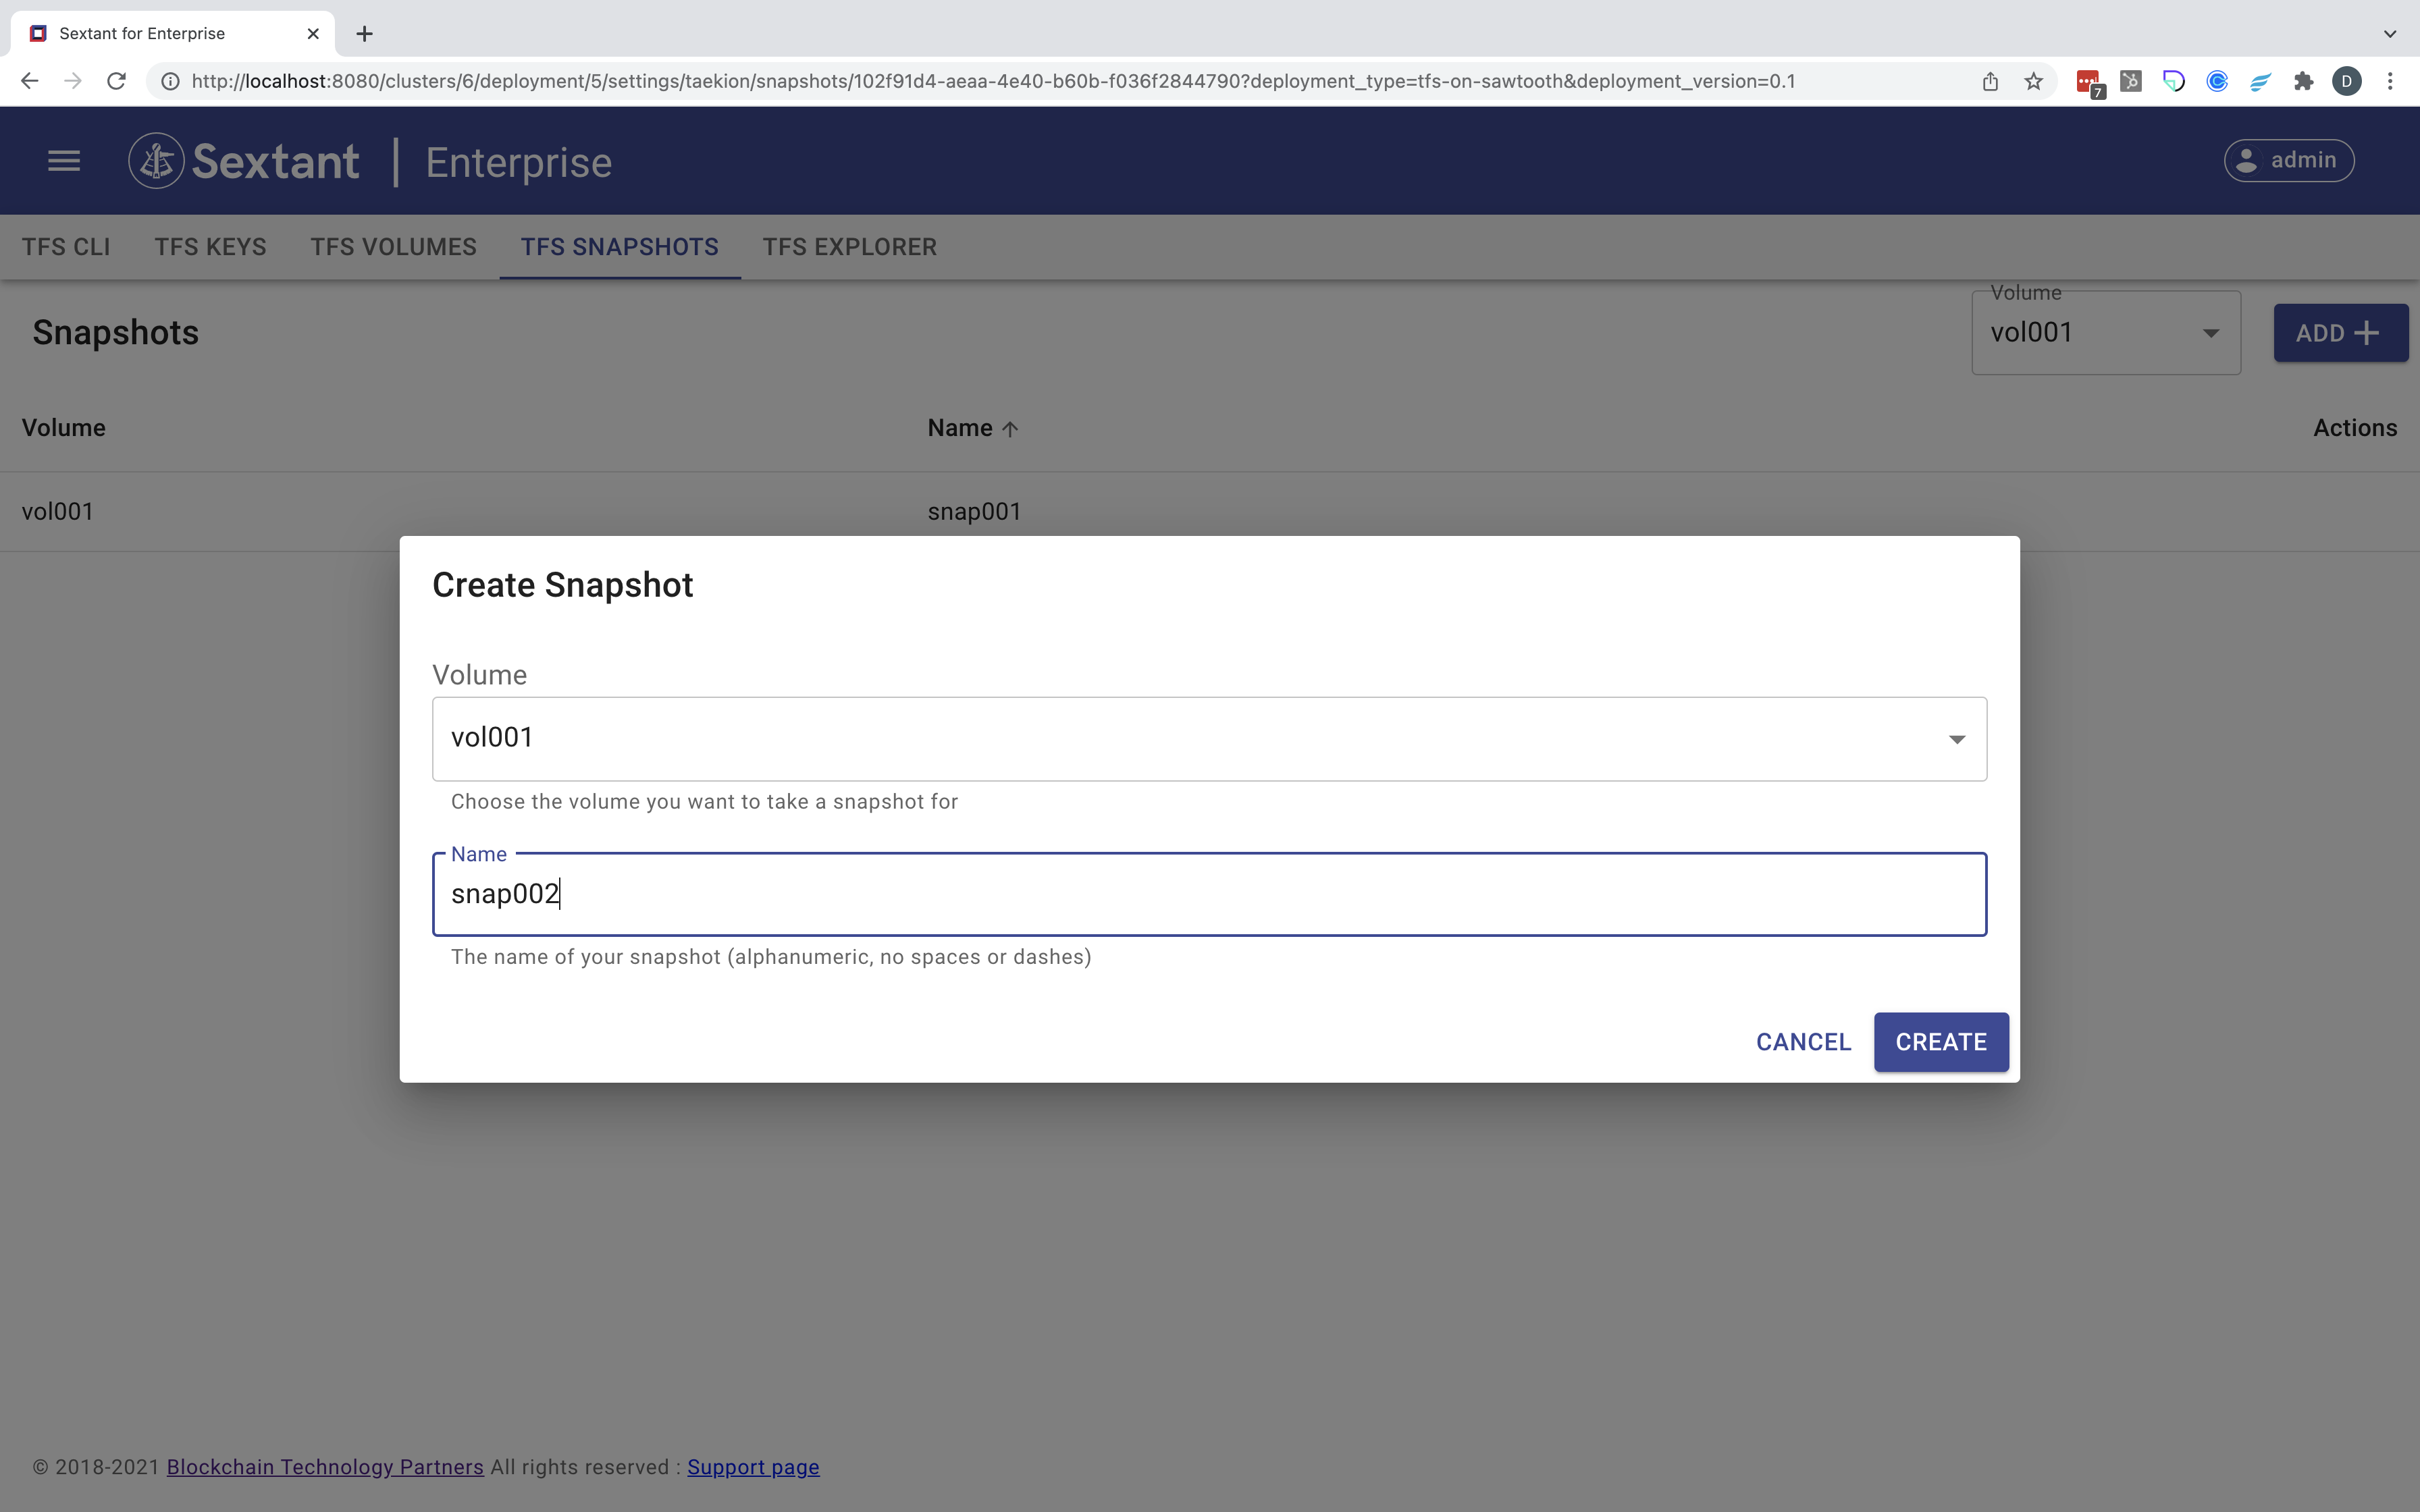 Sextant for Enterprise
http://localhost:8080/clusters/6/deployment/5/settings/taekion/snapshots/102f91d4-aeaa-4e40-b60b-f036f2844790?deployment_type=tfs-on-sawtooth&deployment_version=0.1
7
D
Sextant | Enterprise
admin
TFS CLI TFS KEYS TFS VOLUMES TFS SNAPSHOTS TFS EXPLORER
Snapshots
Volume
vol001
ADD +
Volume Name Actions
vol001 snap001
Create Snapshot
Volume
vol001
Choose the volume you want to take a snapshot for
Name
snap002
The name of your snapshot (alphanumeric, no spaces or dashes)
CANCEL CREATE
© 2018-2021 Blockchain Technology Partners All rights reserved : Support page